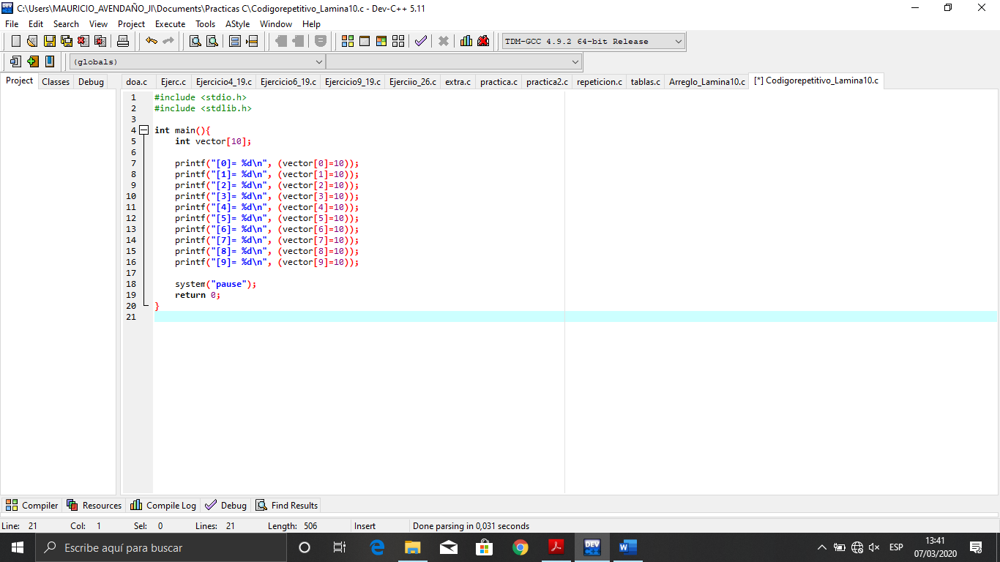 C:\Users\MAURICIO_AVENDAÑO_JI\Documents\Practicas C\Codigorepetitivo_Lamina10.c - Dev-C++ 5.11
File Edit Search View Project Execute Tools AStyle Window Help
TDM-GCC 4.9.2 64-bit Release
(globals)
Project Classes Debug doa.c Ejerc.c Ejercicio4_19.c Ejercicio6_19.c Ejercicio9_19.c Ejerciio_26.c extra.c practica.c practica2.c repeticion.c tablas.c Arreglo_Lamina10.c [*] Codigorepetitivo_Lamina10.c
1 #include <stdio.h>
2 #include <stdlib.h>
3
4 int main(){
5 int vector[10];
6
7 printf("[0]= %d\n", (vector[0]=10));
8 printf("[1]= %d\n", (vector[1]=10));
9 printf("[2]= %d\n", (vector[2]=10));
10 printf("[3]= %d\n", (vector[3]=10));
11 printf("[4]= %d\n", (vector[4]=10));
12 printf("[5]= %d\n", (vector[5]=10));
13 printf("[6]= %d\n", (vector[6]=10));
14 printf("[7]= %d\n", (vector[7]=10));
15 printf("[8]= %d\n", (vector[8]=10));
16 printf("[9]= %d\n", (vector[9]=10));
17
18 system("pause");
19 return 0;
20 }
21
Compiler Resources Compile Log Debug Find Results
Line: 21 Col: 1 Sel: 0 Lines: 21 Length: 506 Insert Done parsing in 0,031 seconds
Escribe aquí para buscar
DEV
ESP
13:41
07/03/2020